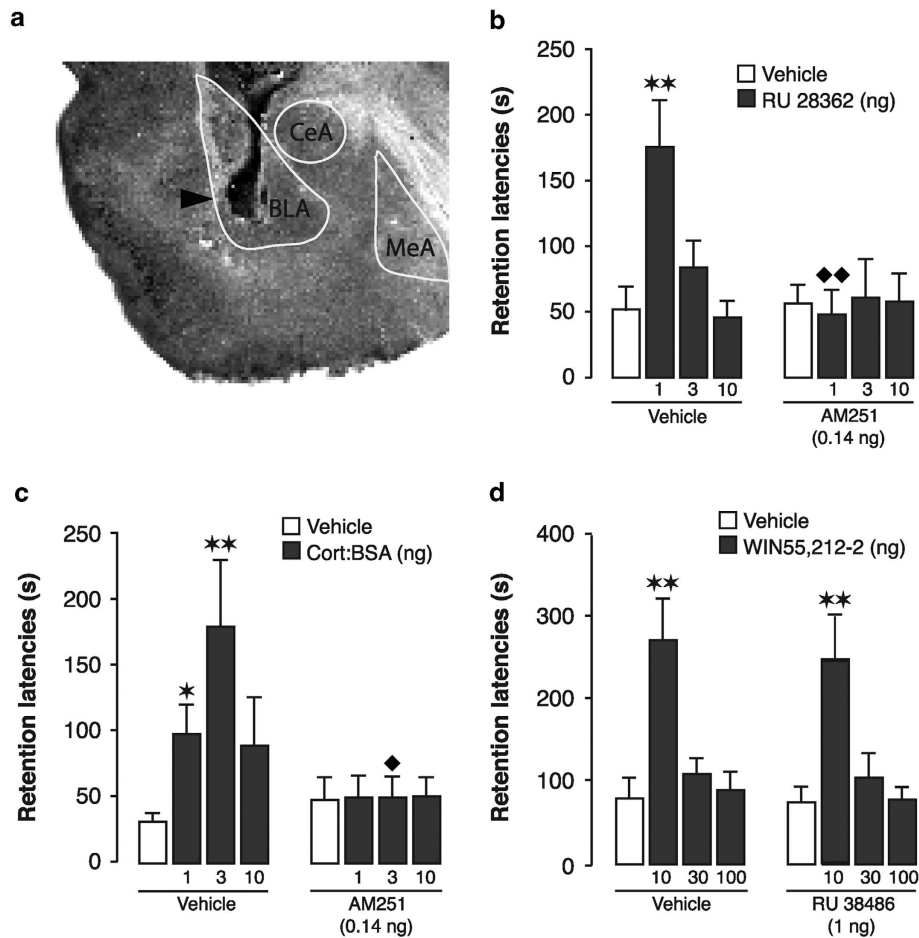 a
CeA
BLA
MeA
b
Retention latencies (s)
250
200
150
100
50
0
Vehicle
RU 28362 (ng)
✶✶
◆◆
1 3 10
1 3 10
Vehicle
AM251
(0.14 ng)
c
Retention latencies (s)
250
200
150
100
50
0
Vehicle
Cort:BSA (ng)
✶
✶✶
◆
1 3 10
1 3 10
Vehicle
AM251
(0.14 ng)
d
Retention latencies (s)
400
300
200
100
0
Vehicle
WIN55,212-2 (ng)
✶✶
✶✶
10 30 100
10 30 100
Vehicle
RU 38486
(1 ng)